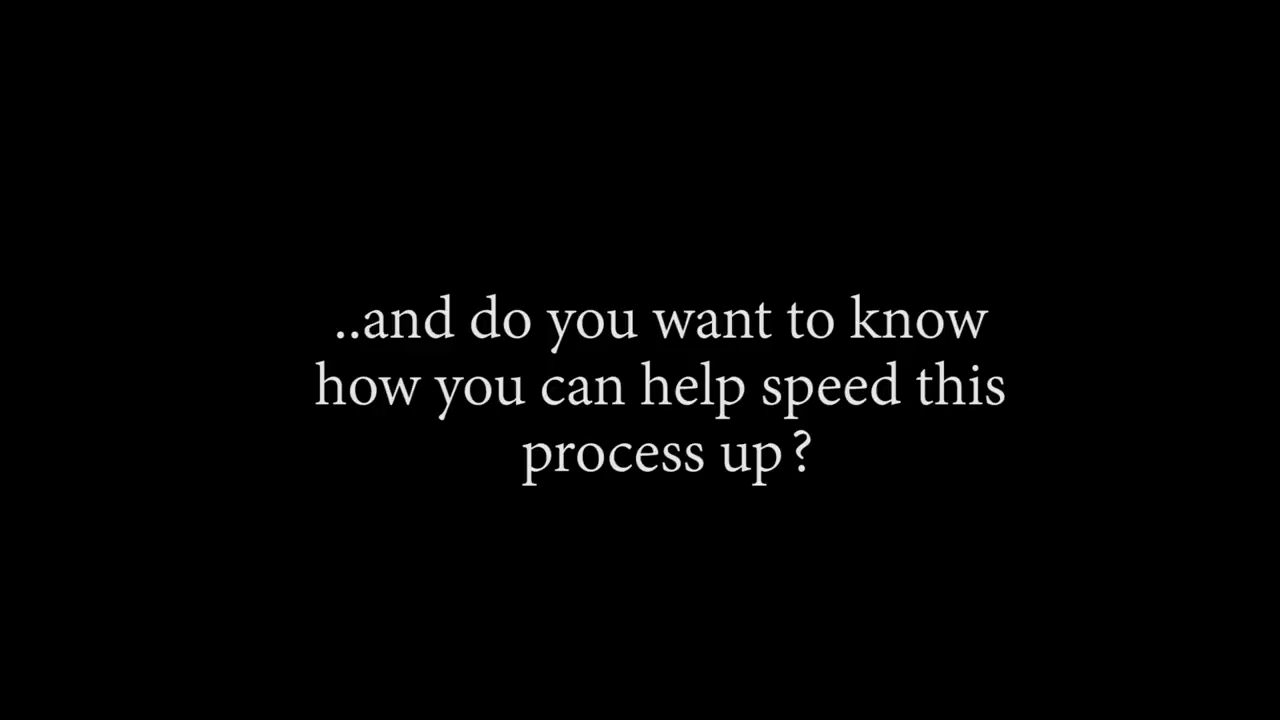 ..and do you want to know
how you can help speed this
process up?